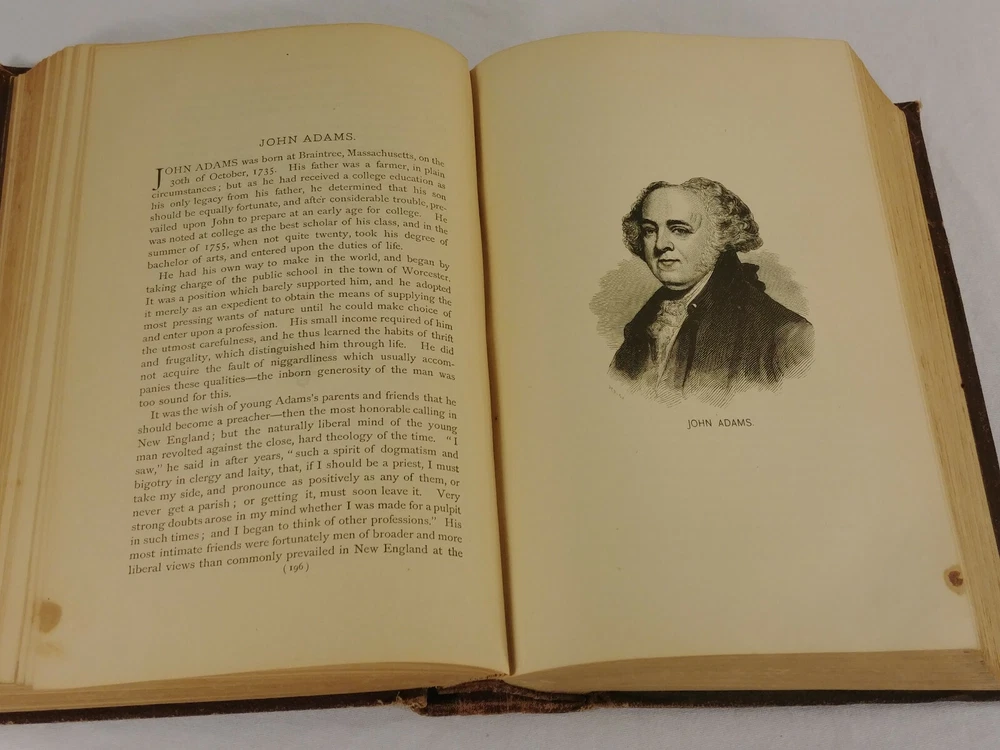 JOHN ADAMS.
JOHN ADAMS was born at Braintree, Massachusetts, on the
30th of October, 1735. His father was a farmer, in plain
circumstances; but as he had received a college education as
his only legacy from his father, he determined that his son
should be equally fortunate, and after considerable trouble, pre-
vailed upon John to prepare at an early age for college. He
was noted at college as the best scholar of his class, and in the
summer of 1755, when not quite twenty, took his degree of
bachelor of arts, and entered upon the duties of life.
He had his own way to make in the world, and began by
taking charge of the public school in the town of Worcester.
It was a position which barely supported him, and he adopted
it merely as an expedient to obtain the means of supplying the
most pressing wants of nature until he could make choice of
and enter upon a profession. His small income required of him
the utmost carefulness, and he thus learned the habits of thrift
and frugality, which distinguished him through life. He did
not acquire the fault of niggardliness which usually accom-
panies these qualities—the inborn generosity of the man was
too sound for this.
It was the wish of young Adams's parents and friends that he
should become a preacher—then the most honorable calling in
New England; but the naturally liberal mind of the young
man revolted against the close, hard theology of the time. "I
saw," he said in after years, "such a spirit of dogmatism and
bigotry in clergy and laity, that, if I should be a priest, I must
take my side, and pronounce as positively as any of them, or
never get a parish; or getting it, must soon leave it. Very
strong doubts arose in my mind whether I was made for a pulpit
in such times; and I began to think of other professions." His
most intimate friends were fortunately men of broader and more
liberal views than commonly prevailed in New England at the
(196)
JOHN ADAMS.